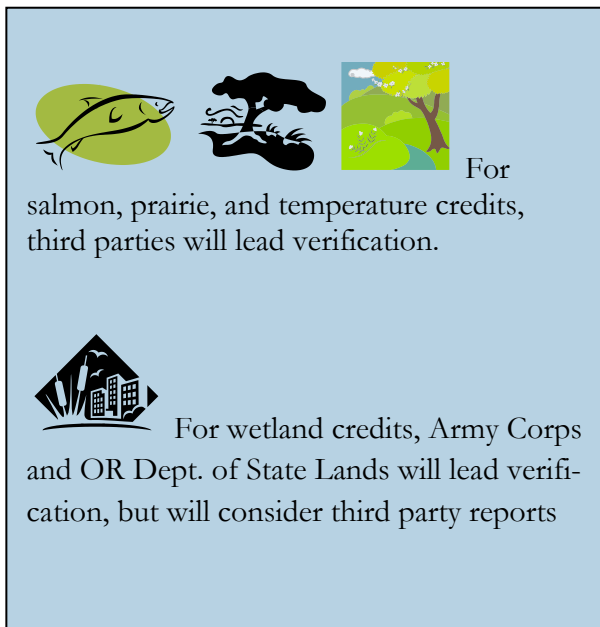 For
salmon, prairie, and temperature credits,
third parties will lead verification.
For wetland credits, Army Corps
and OR Dept. of State Lands will lead verifi-
cation, but will consider third party reports